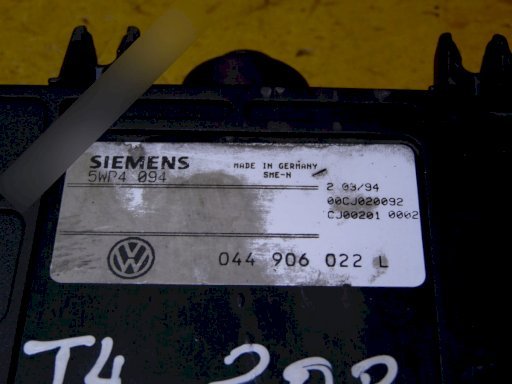 SIEMENS
MADE IN GERMANY
5WP4 094
SME-N
2 03/94
00CJ020092
CJ00201 0002
044 906 022 L
T4